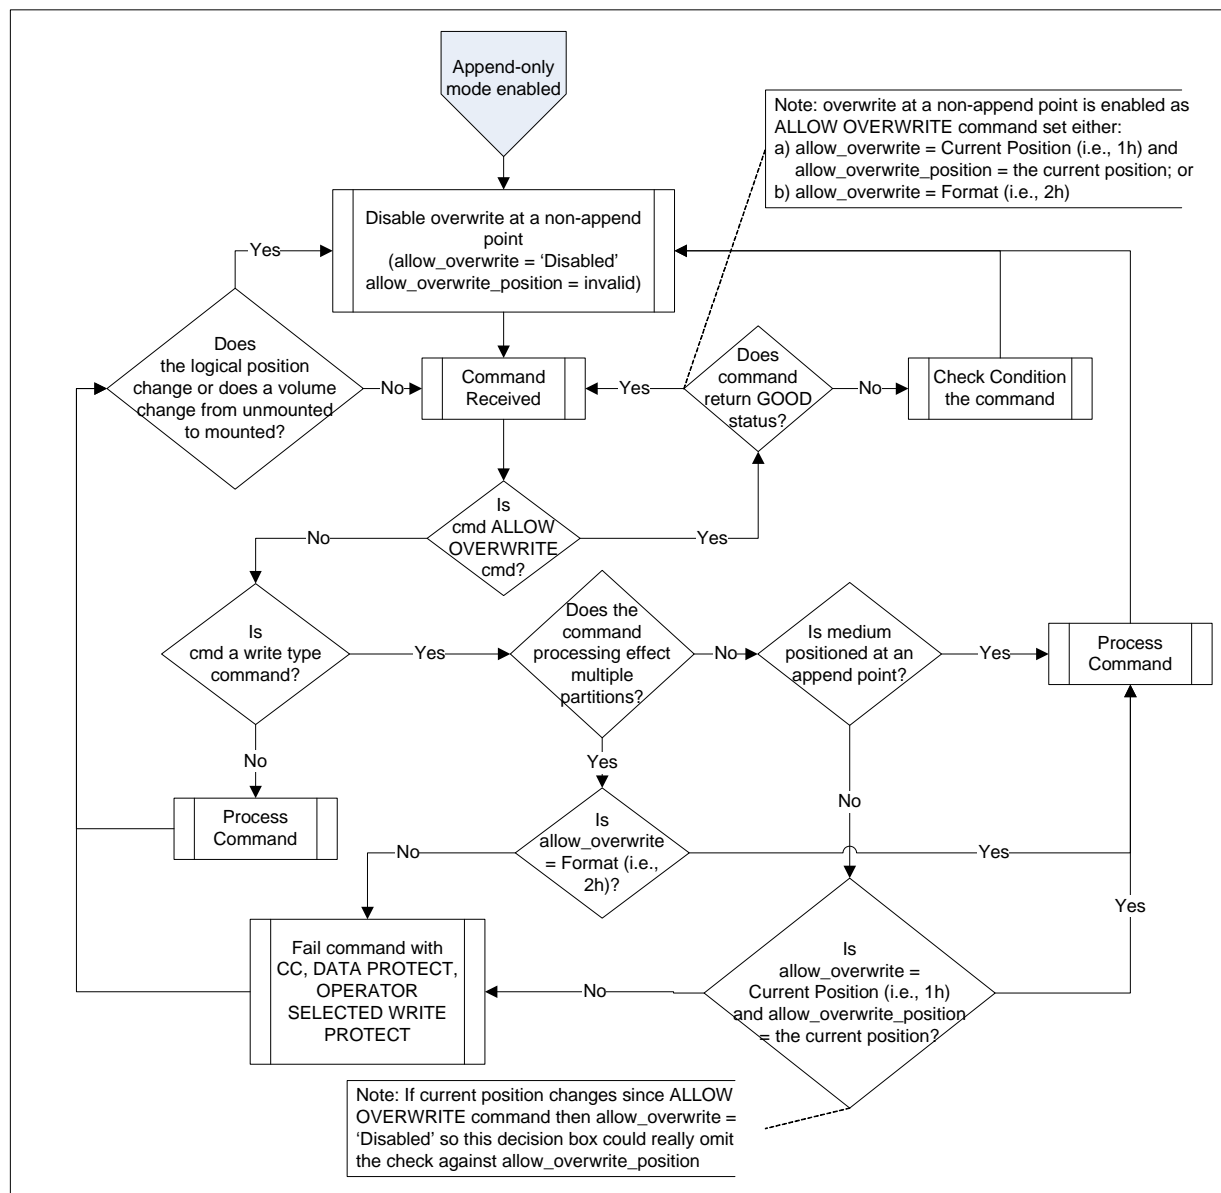 Append-only
mode enabled
Note: overwrite at a non-append point is enabled as
ALLOW OVERWRITE command set either:
a) allow_overwrite = Current Position (i.e., 1h) and
allow_overwrite_position = the current position; or
b) allow_overwrite = Format (i.e., 2h)
Disable overwrite at a non-append
point
(allow_overwrite = ‘Disabled’
allow_overwrite_position = invalid)
Yes
Does
the logical position
change or does a volume
change from unmounted
to mounted?
No
Command
Received
Yes
Does
command
return GOOD
status?
No
Check Condition
the command
Is
cmd ALLOW
OVERWRITE
cmd?
No
Yes
Is
cmd a write type
command?
Yes
Does the
command
processing effect
multiple
partitions?
No
Is medium
positioned at an
append point?
Yes
Process
Command
No
Yes
No
Process
Command
Is
allow_overwrite
= Format (i.e.,
2h)?
No
Yes
Yes
Fail command with
CC, DATA PROTECT,
OPERATOR
SELECTED WRITE
PROTECT
No
Is
allow_overwrite =
Current Position (i.e., 1h)
and allow_overwrite_position
= the current position?
Note: If current position changes since ALLOW
OVERWRITE command then allow_overwrite =
‘Disabled’ so this decision box could really omit
the check against allow_overwrite_position